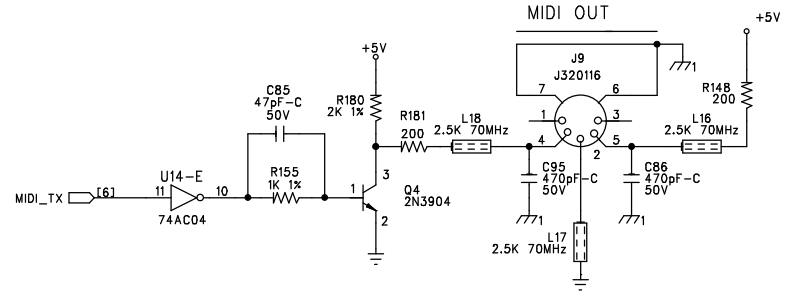 MIDI OUT
+5V
+5V
J9
J320116
C85
47pF-C
50V
R180
2K 1%
7
6
1
R148
200
R181
200
L18
2.5K 70MHz
1
3
L16
2.5K 70MHz
4
2
5
U14-E
R155
1K 1%
3
C95
470pF-C
50V
C86
470pF-C
50V
MIDI_TX
[6]
11
10
1
Q4
2N3904
74AC04
2
1
1
L17
2.5K 70MHz